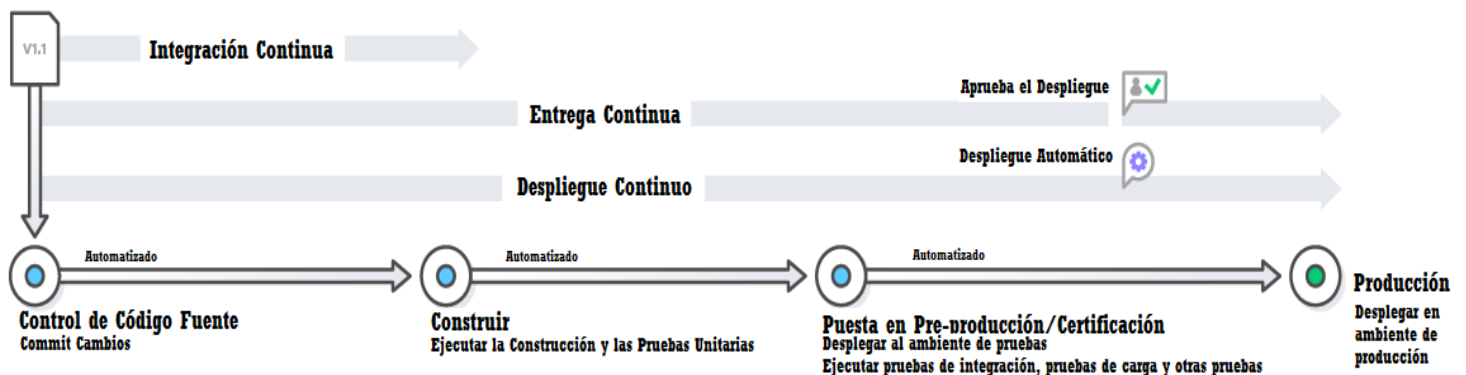 V1.1
Integración Continua
Aprueba el Despliegue
Entrega Continua
Despliegue Automático
Despliegue Continuo
Automatizado
Automatizado
Automatizado
Control de Código Fuente
Commit Cambios
Construir
Ejecutar la Construcción y las Pruebas Unitarias
Puesta en Pre-producción/Certificación
Desplegar al ambiente de pruebas
Ejecutar pruebas de integración, pruebas de carga y otras pruebas
Producción
Desplegar en
ambiente de
producción